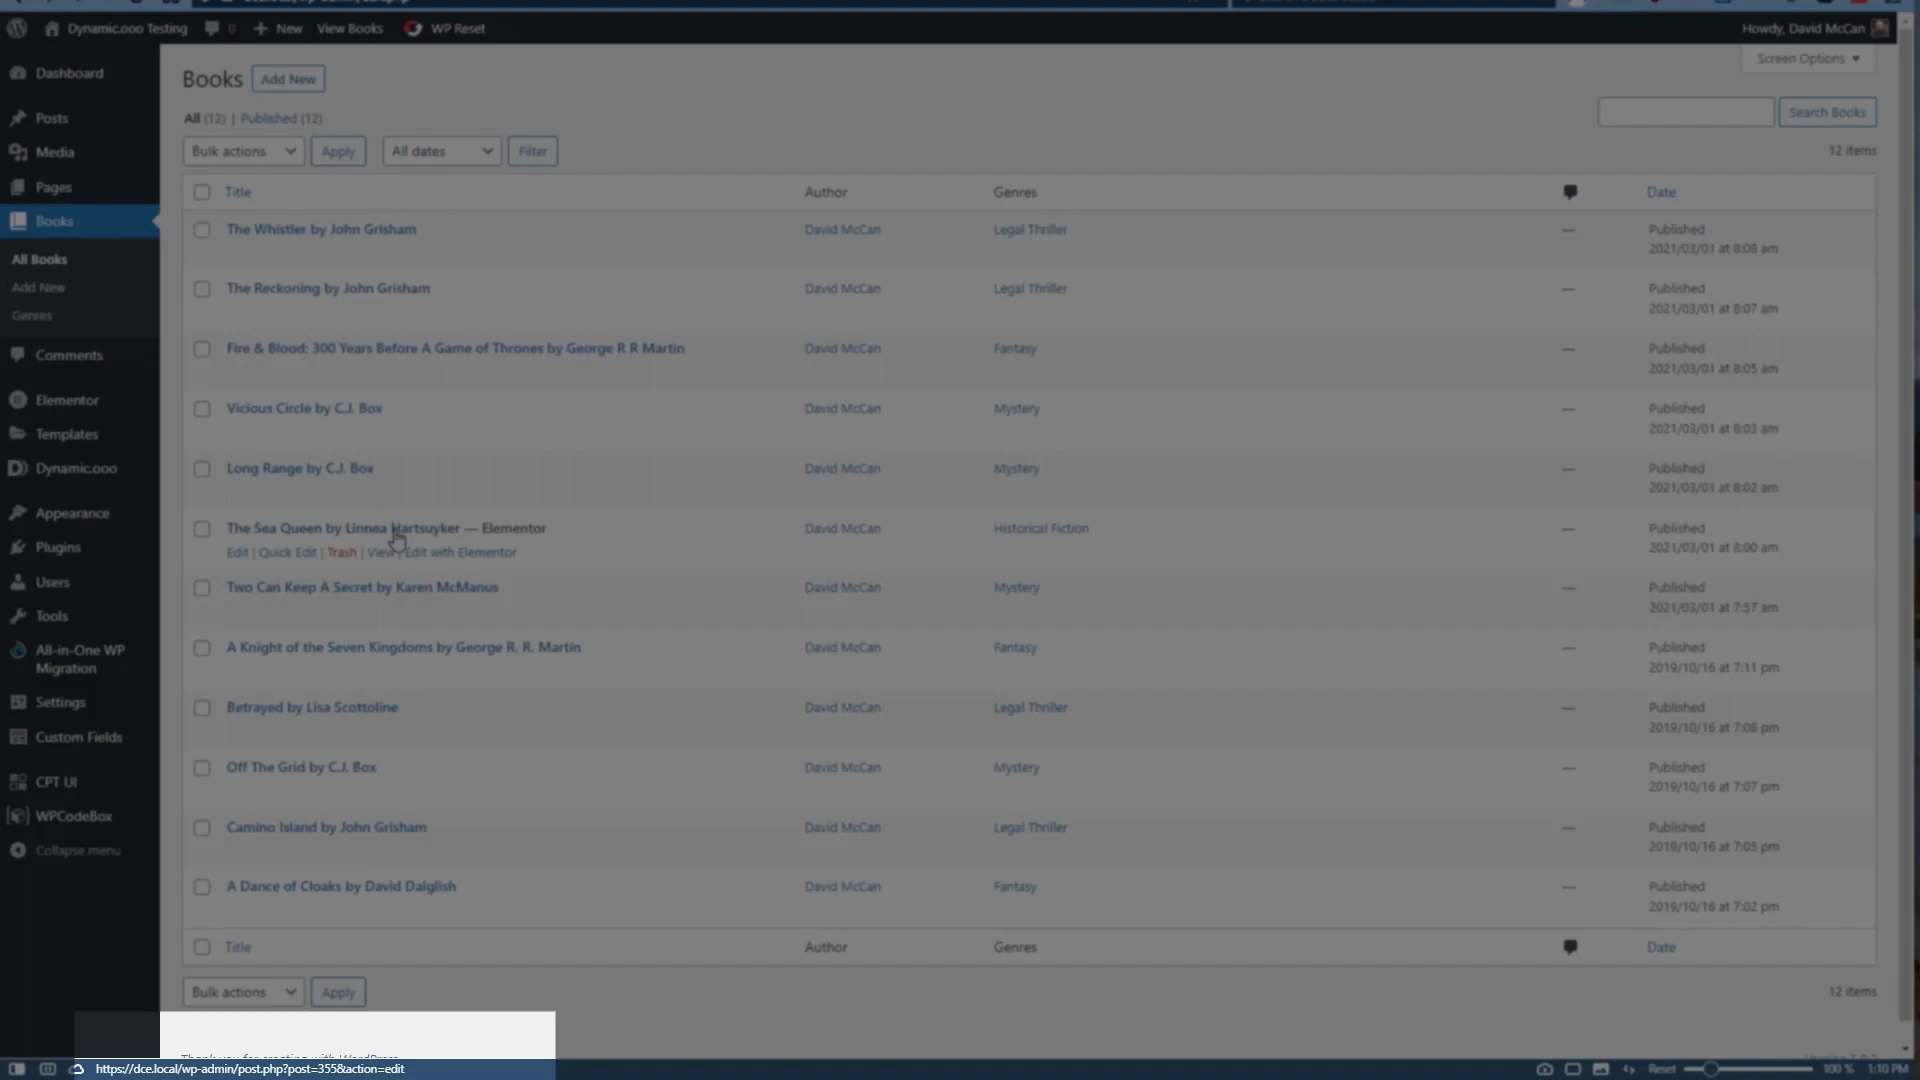 Dynamic.ooo Testing 0 New View Books WP Reset Howdy, David McCan
Screen Options
Dashboard
Posts
Media
Pages
Books
All Books
Add New
Genres
Comments
Elementor
Templates
Dynamic.ooo
Appearance
Plugins
Users
Tools
All-in-One WP
Migration
Settings
Custom Fields
CPT UI
WPCodeBox
Collapse menu
Books Add New
All (12) | Published (12)
Search Books
Bulk actions Apply All dates Filter 12 items
Title Author Genres Date
The Whistler by John Grisham David McCan Legal Thriller — Published
2021/03/01 at 8:08 am
The Reckoning by John Grisham David McCan Legal Thriller — Published
2021/03/01 at 8:07 am
Fire & Blood: 300 Years Before A Game of Thrones by George R R Martin David McCan Fantasy — Published
2021/03/01 at 8:05 am
Vicious Circle by C.J. Box David McCan Mystery — Published
2021/03/01 at 8:03 am
Long Range by C.J. Box David McCan Mystery — Published
2021/03/01 at 8:02 am
The Sea Queen by Linnea Hartsuyker — Elementor David McCan Historical Fiction — Published
Edit | Quick Edit | Trash | View | Edit with Elementor 2021/03/01 at 8:00 am
Two Can Keep A Secret by Karen McManus David McCan Mystery — Published
2021/03/01 at 7:57 am
A Knight of the Seven Kingdoms by George R. R. Martin David McCan Fantasy — Published
2019/10/16 at 7:11 pm
Betrayed by Lisa Scottoline David McCan Legal Thriller — Published
2019/10/16 at 7:08 pm
Off The Grid by C.J. Box David McCan Mystery — Published
2019/10/16 at 7:07 pm
Camino Island by John Grisham David McCan Legal Thriller — Published
2019/10/16 at 7:05 pm
A Dance of Cloaks by David Dalglish David McCan Fantasy — Published
2019/10/16 at 7:02 pm
Title Author Genres Date
Bulk actions Apply 12 items
Thank you for creating with WordPress
https://dce.local/wp-admin/post.php?post=355&action=edit Reset 100 % 1:10 PM